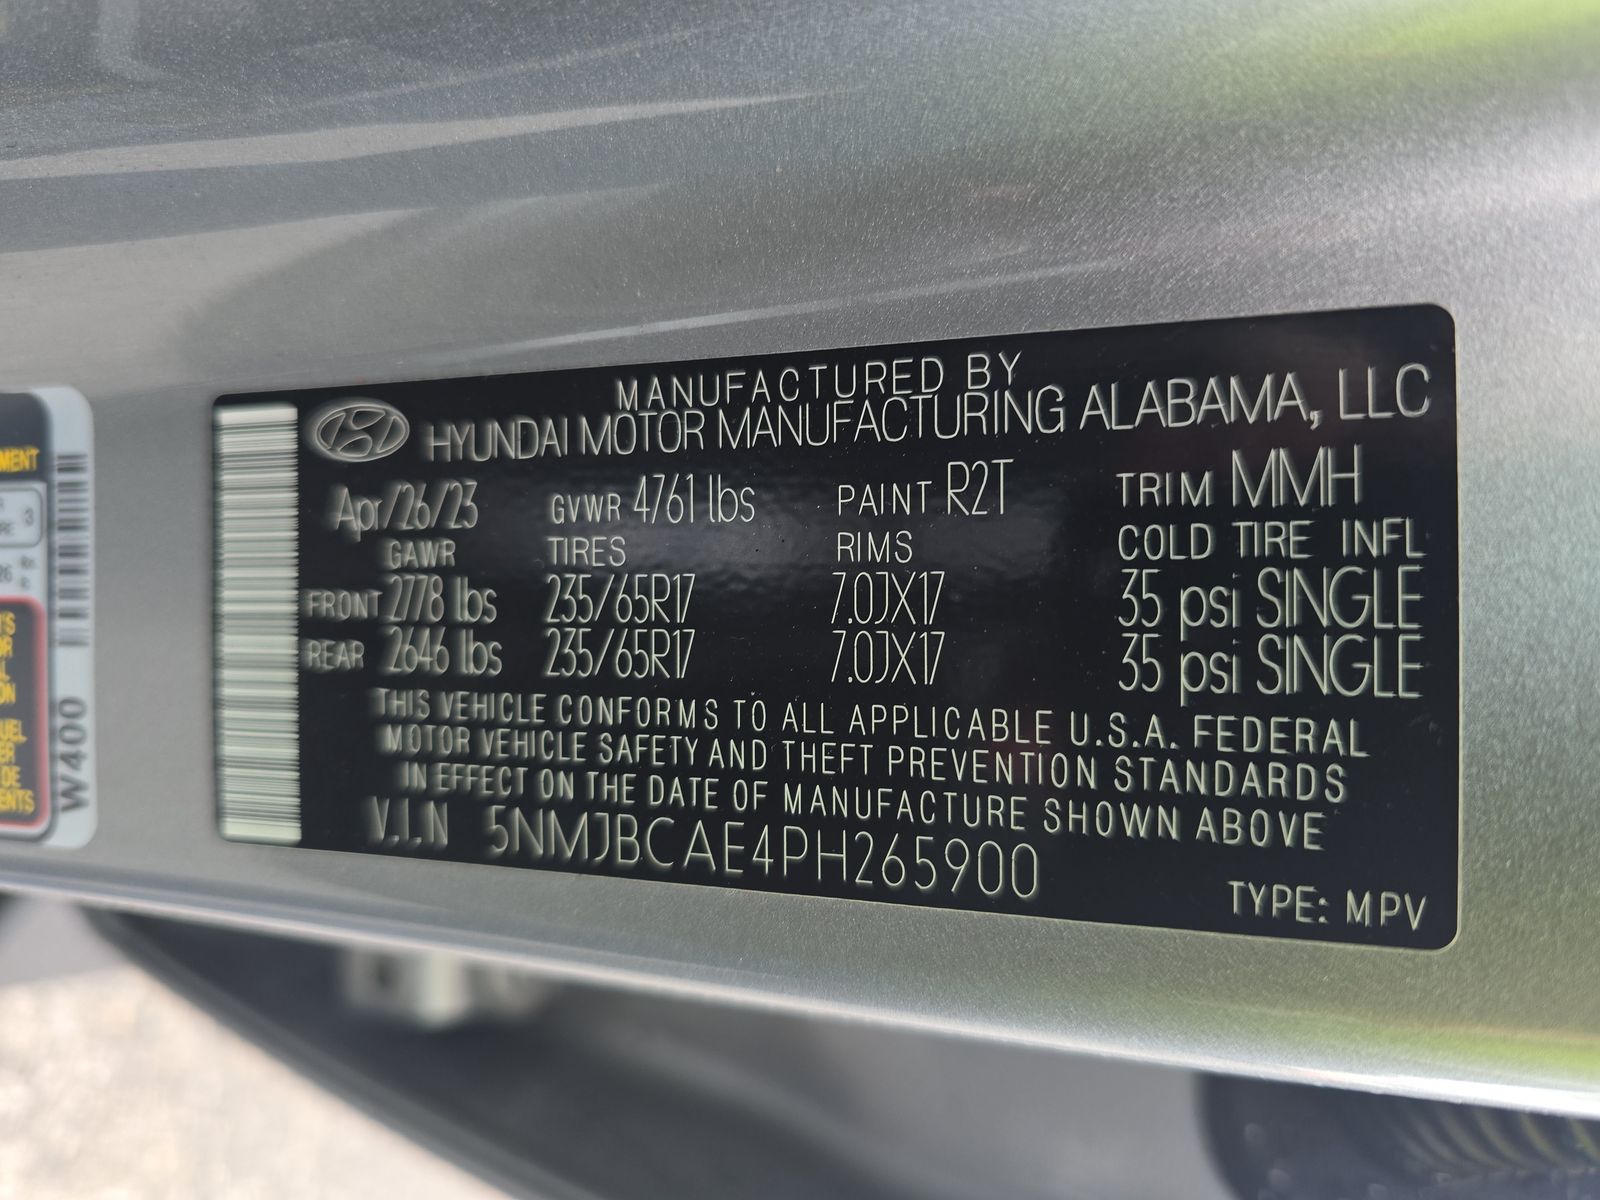 MANUFACTURED BY
HYUNDAI MOTOR MANUFACTURING ALABAMA, LLC
Apr/26/23 GVWR 4761 lbs PAINT R2T TRIM MMH
GAWR TIRES RIMS COLD TIRE INFL
FRONT 2778 lbs 235/65R17 7.0JX17 35 psi SINGLE
REAR 2646 lbs 235/65R17 7.0JX17 35 psi SINGLE
THIS VEHICLE CONFORMS TO ALL APPLICABLE U.S.A. FEDERAL
MOTOR VEHICLE SAFETY AND THEFT PREVENTION STANDARDS
IN EFFECT ON THE DATE OF MANUFACTURE SHOWN ABOVE
V.I.N 5NMJBCAE4PH265900
TYPE: MPV
W400